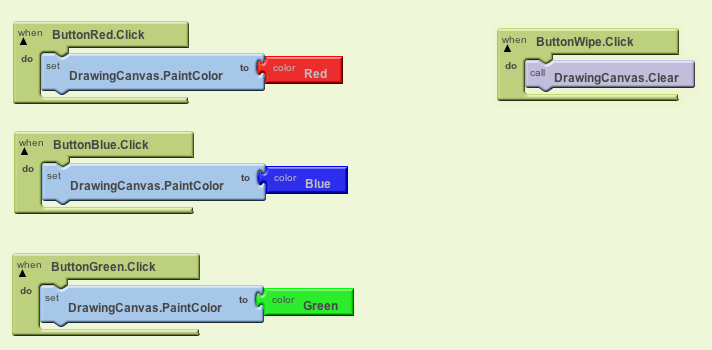 when ButtonRed.Click
do set DrawingCanvas.PaintColor to color Red
when ButtonWipe.Click
do call DrawingCanvas.Clear
when ButtonBlue.Click
do set DrawingCanvas.PaintColor to color Blue
when ButtonGreen.Click
do set DrawingCanvas.PaintColor to color Green